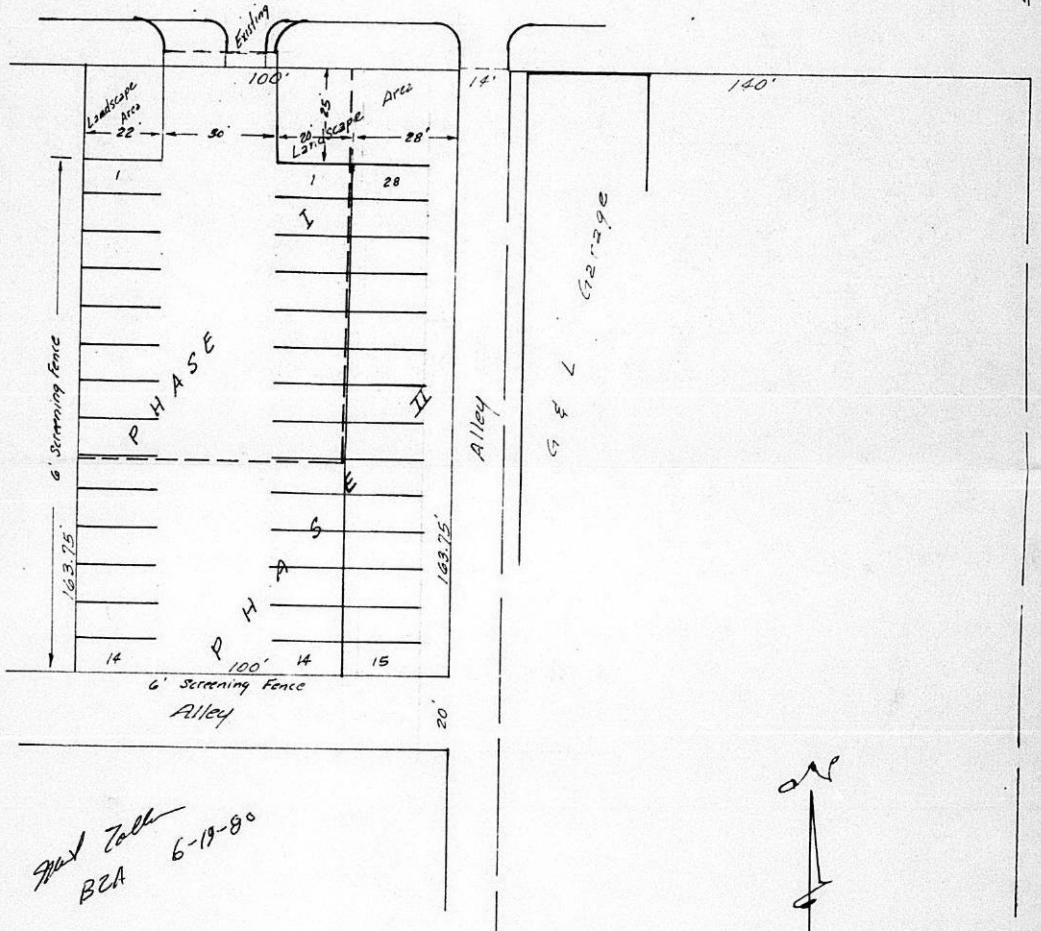 Existing
100'
14'
140'
Landscape
Area
22'
30'
20'
25'
Landscape Area
28'
1
1
28
PHASE I
PHASE II
6' Screening Fence
163.75'
163.75'
Alley
G & L Garage
14
100'
14
15
6' Screening Fence
Alley
20'
BZA 6-19-80
N